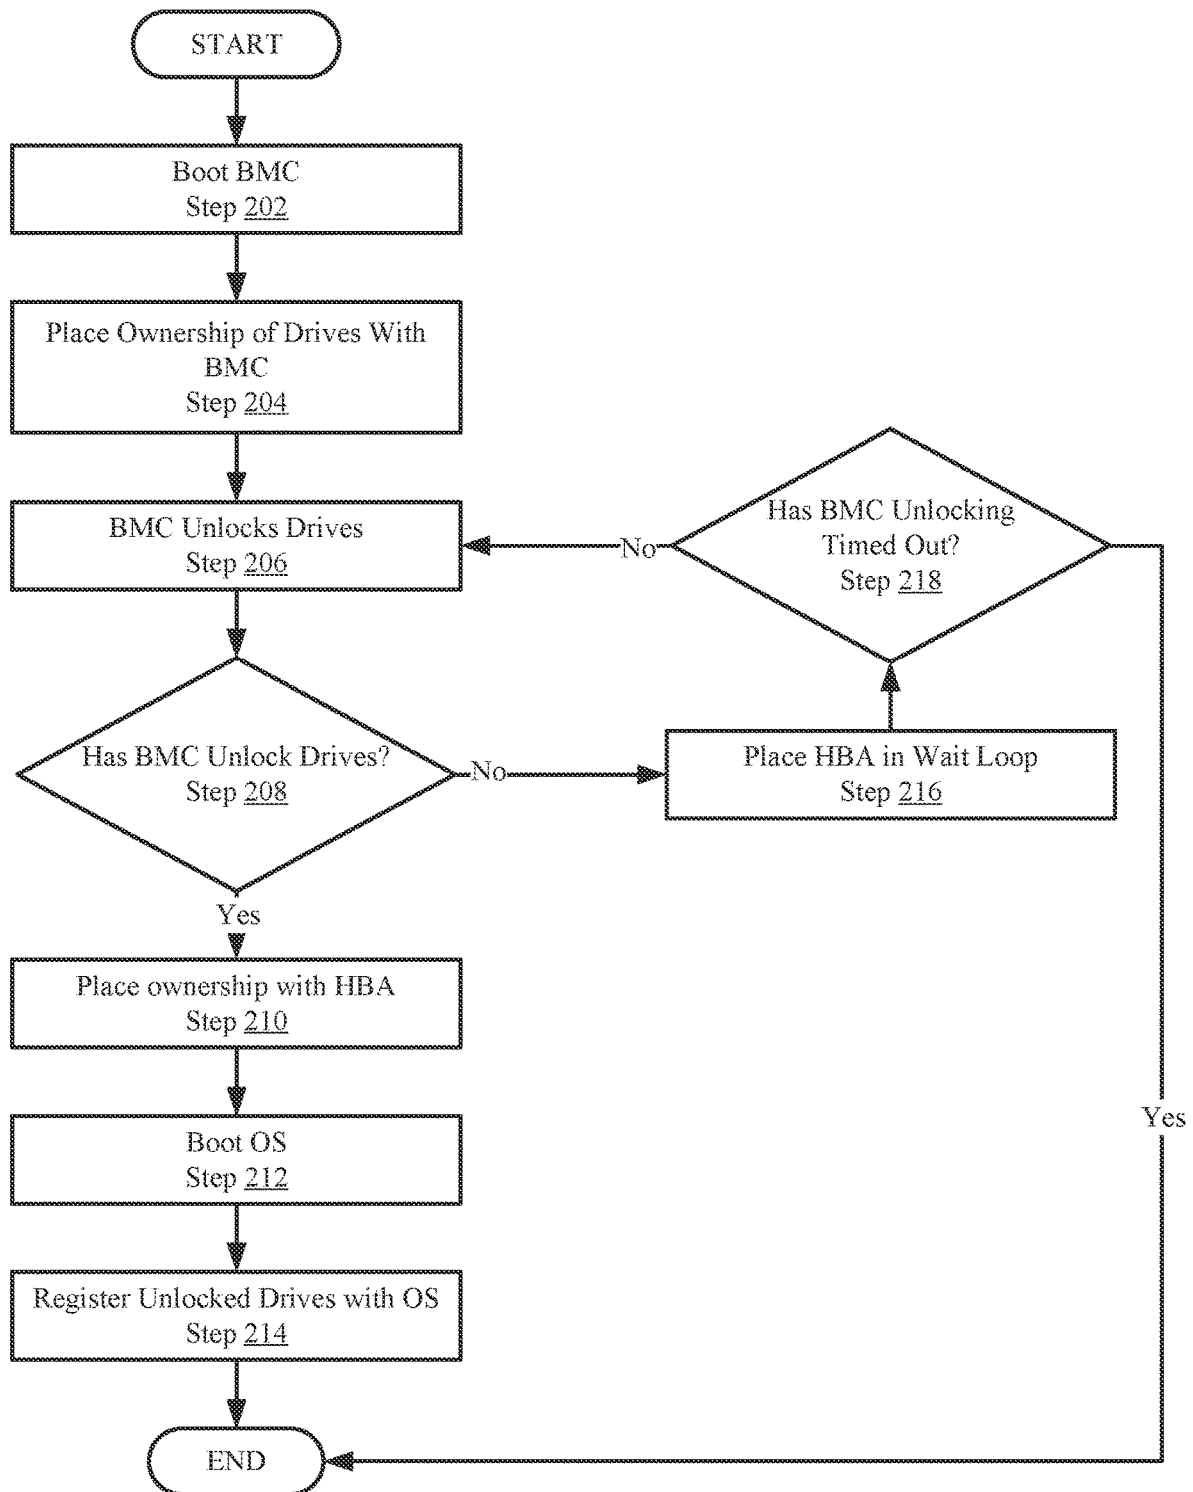 START
Boot BMC
Step 202
Place Ownership of Drives With
BMC
Step 204
BMC Unlocks Drives
Step 206
Has BMC Unlocking
Timed Out?
Step 218
No
Has BMC Unlock Drives?
Step 208
No
Place HBA in Wait Loop
Step 216
Yes
Place ownership with HBA
Step 210
Boot OS
Step 212
Yes
Register Unlocked Drives with OS
Step 214
END